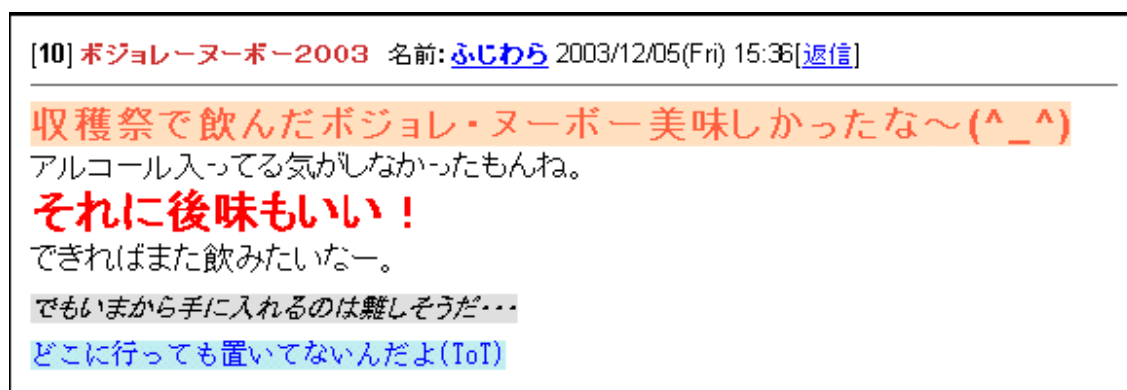 [10] ボジョレーヌーボー2003 名前: ふじわら 2003/12/05(Fri) 15:36[返信]
収穫祭で飲んだボジョレ・ヌーボー美味しかったな～(^_^)
アルコール入ってる気がしなかったもんね。
それに後味もいい！
できればまた飲みたいなー。
でもいまから手に入れるのは難しそうだ・・・
どこに行っても置いてないんだよ(ToT)